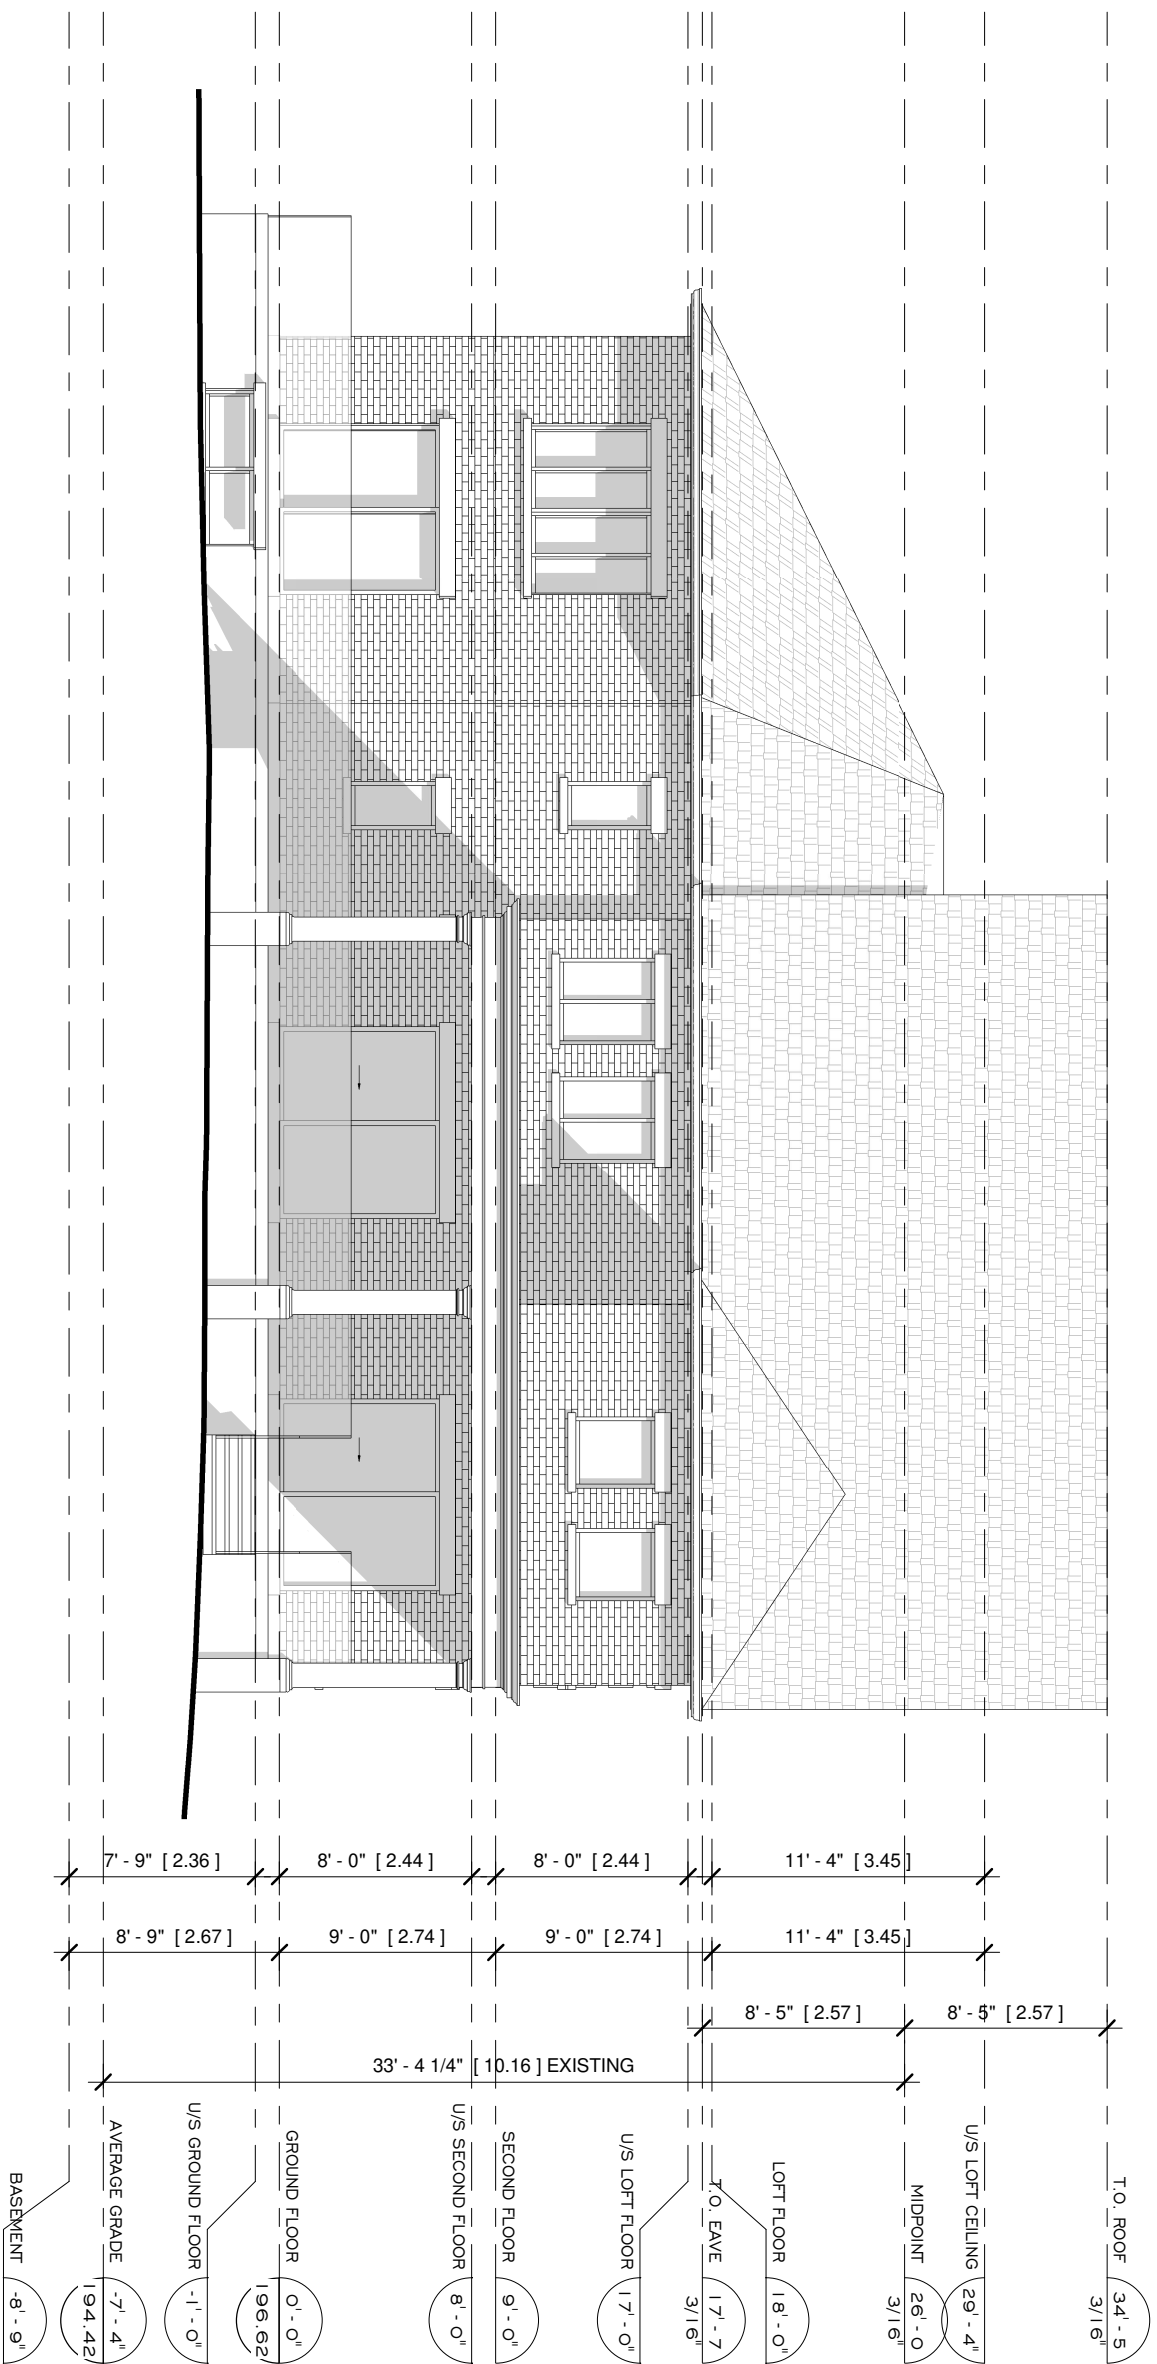 7' - 9" [ 2.36 ]
8' - 0" [ 2.44 ]
8' - 0" [ 2.44 ]
11' - 4" [ 3.45 ]
8' - 9" [ 2.67 ]
9' - 0" [ 2.74 ]
9' - 0" [ 2.74 ]
11' - 4" [ 3.45 ]
8' - 5" [ 2.57 ]
8' - 5" [ 2.57 ]
33' - 4 1/4" [ 10.16 ] EXISTING
T.O. ROOF
34' - 5
3/16"
U/S LOFT CEILING
29' - 4"
MIDPOINT
26' - 0
3/16"
LOFT FLOOR
18' - 0"
T.O. EAVE
17' - 7
3/16"
U/S LOFT FLOOR
17' - 0"
SECOND FLOOR
9' - 0"
U/S SECOND FLOOR
8' - 0"
GROUND FLOOR
0' - 0"
196.62
U/S GROUND FLOOR
-1' - 0"
AVERAGE GRADE
-7' - 4"
194.42
BASEMENT
-8' - 9"